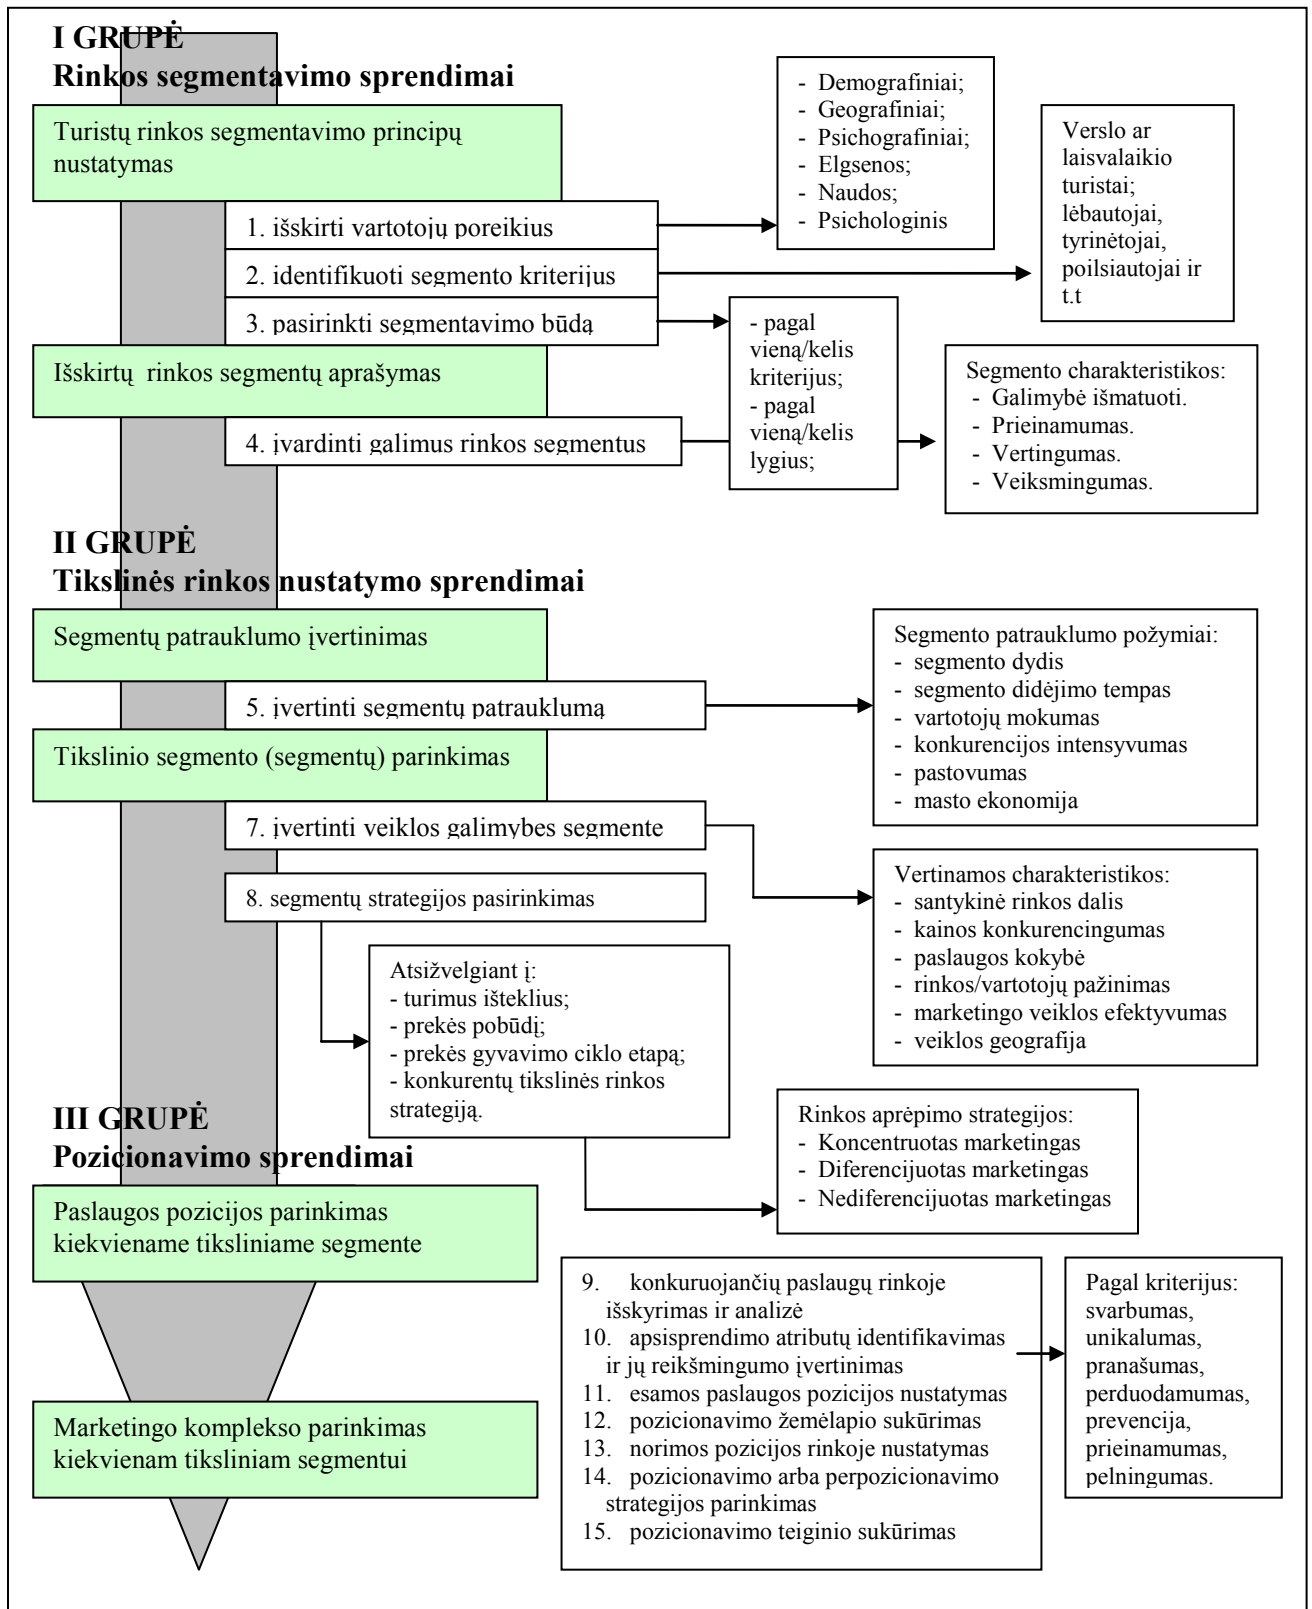 I GRUPĖ
Rinkos segmentavimo sprendimai
Turistų rinkos segmentavimo principų
nustatymas
1. išskirti vartotojų poreikius
- Demografiniai;
- Geografiniai;
- Psichografiniai;
- Elgsenos;
- Naudos;
- Psichologinis
2. identifikuoti segmento kriterijus
Verslo ar
laisvalaikio
turistai;
lėbautojai,
tyrinėtojai,
poilsiautojai ir
t.t
3. pasirinkti segmentavimo būdą
- pagal
vieną/kelis
kriterijus;
- pagal
vieną/kelis
lygius;
Išskirtų rinkos segmentų aprašymas
4. įvardinti galimus rinkos segmentus
Segmento charakteristikos:
- Galimybė išmatuoti.
- Prieinamumas.
- Vertingumas.
- Veiksmingumas.
II GRUPĖ
Tikslinės rinkos nustatymo sprendimai
Segmentų patrauklumo įvertinimas
5. įvertinti segmentų patrauklumą
Segmento patrauklumo požymiai:
- segmento dydis
- segmento didėjimo tempas
- vartotojų mokumas
- konkurencijos intensyvumas
- pastovumas
- masto ekonomija
Tikslinio segmento (segmentų) parinkimas
7. įvertinti veiklos galimybes segmente
Vertinamos charakteristikos:
- santykinė rinkos dalis
- kainos konkurencingumas
- paslaugos kokybė
- rinkos/vartotojų pažinimas
- marketingo veiklos efektyvumas
- veiklos geografija
8. segmentų strategijos pasirinkimas
Atsižvelgiant į:
- turimus išteklius;
- prekės pobūdį;
- prekės gyvavimo ciklo etapą;
- konkurentų tikslinės rinkos
strategiją.
Rinkos aprėpimo strategijos:
- Koncentruotas marketingas
- Diferencijuotas marketingas
- Nediferencijuotas marketingas
III GRUPĖ
Pozicionavimo sprendimai
Paslaugos pozicijos parinkimas
kiekviename tiksliniame segmente
9. konkuruojančių paslaugų rinkoje
išskyrimas ir analizė
10. apsisprendimo atributų identifikavimas
ir jų reikšmingumo įvertinimas
11. esamos paslaugos pozicijos nustatymas
12. pozicionavimo žemėlapio sukūrimas
13. norimos pozicijos rinkoje nustatymas
14. pozicionavimo arba perpozicionavimo
strategijos parinkimas
15. pozicionavimo teiginio sukūrimas
Pagal kriterijus:
svarbumas,
unikalumas,
pranašumas,
perduodamumas,
prevencija,
prieinamumas,
pelningumas.
Marketingo komplekso parinkimas
kiekvienam tiksliniam segmentui